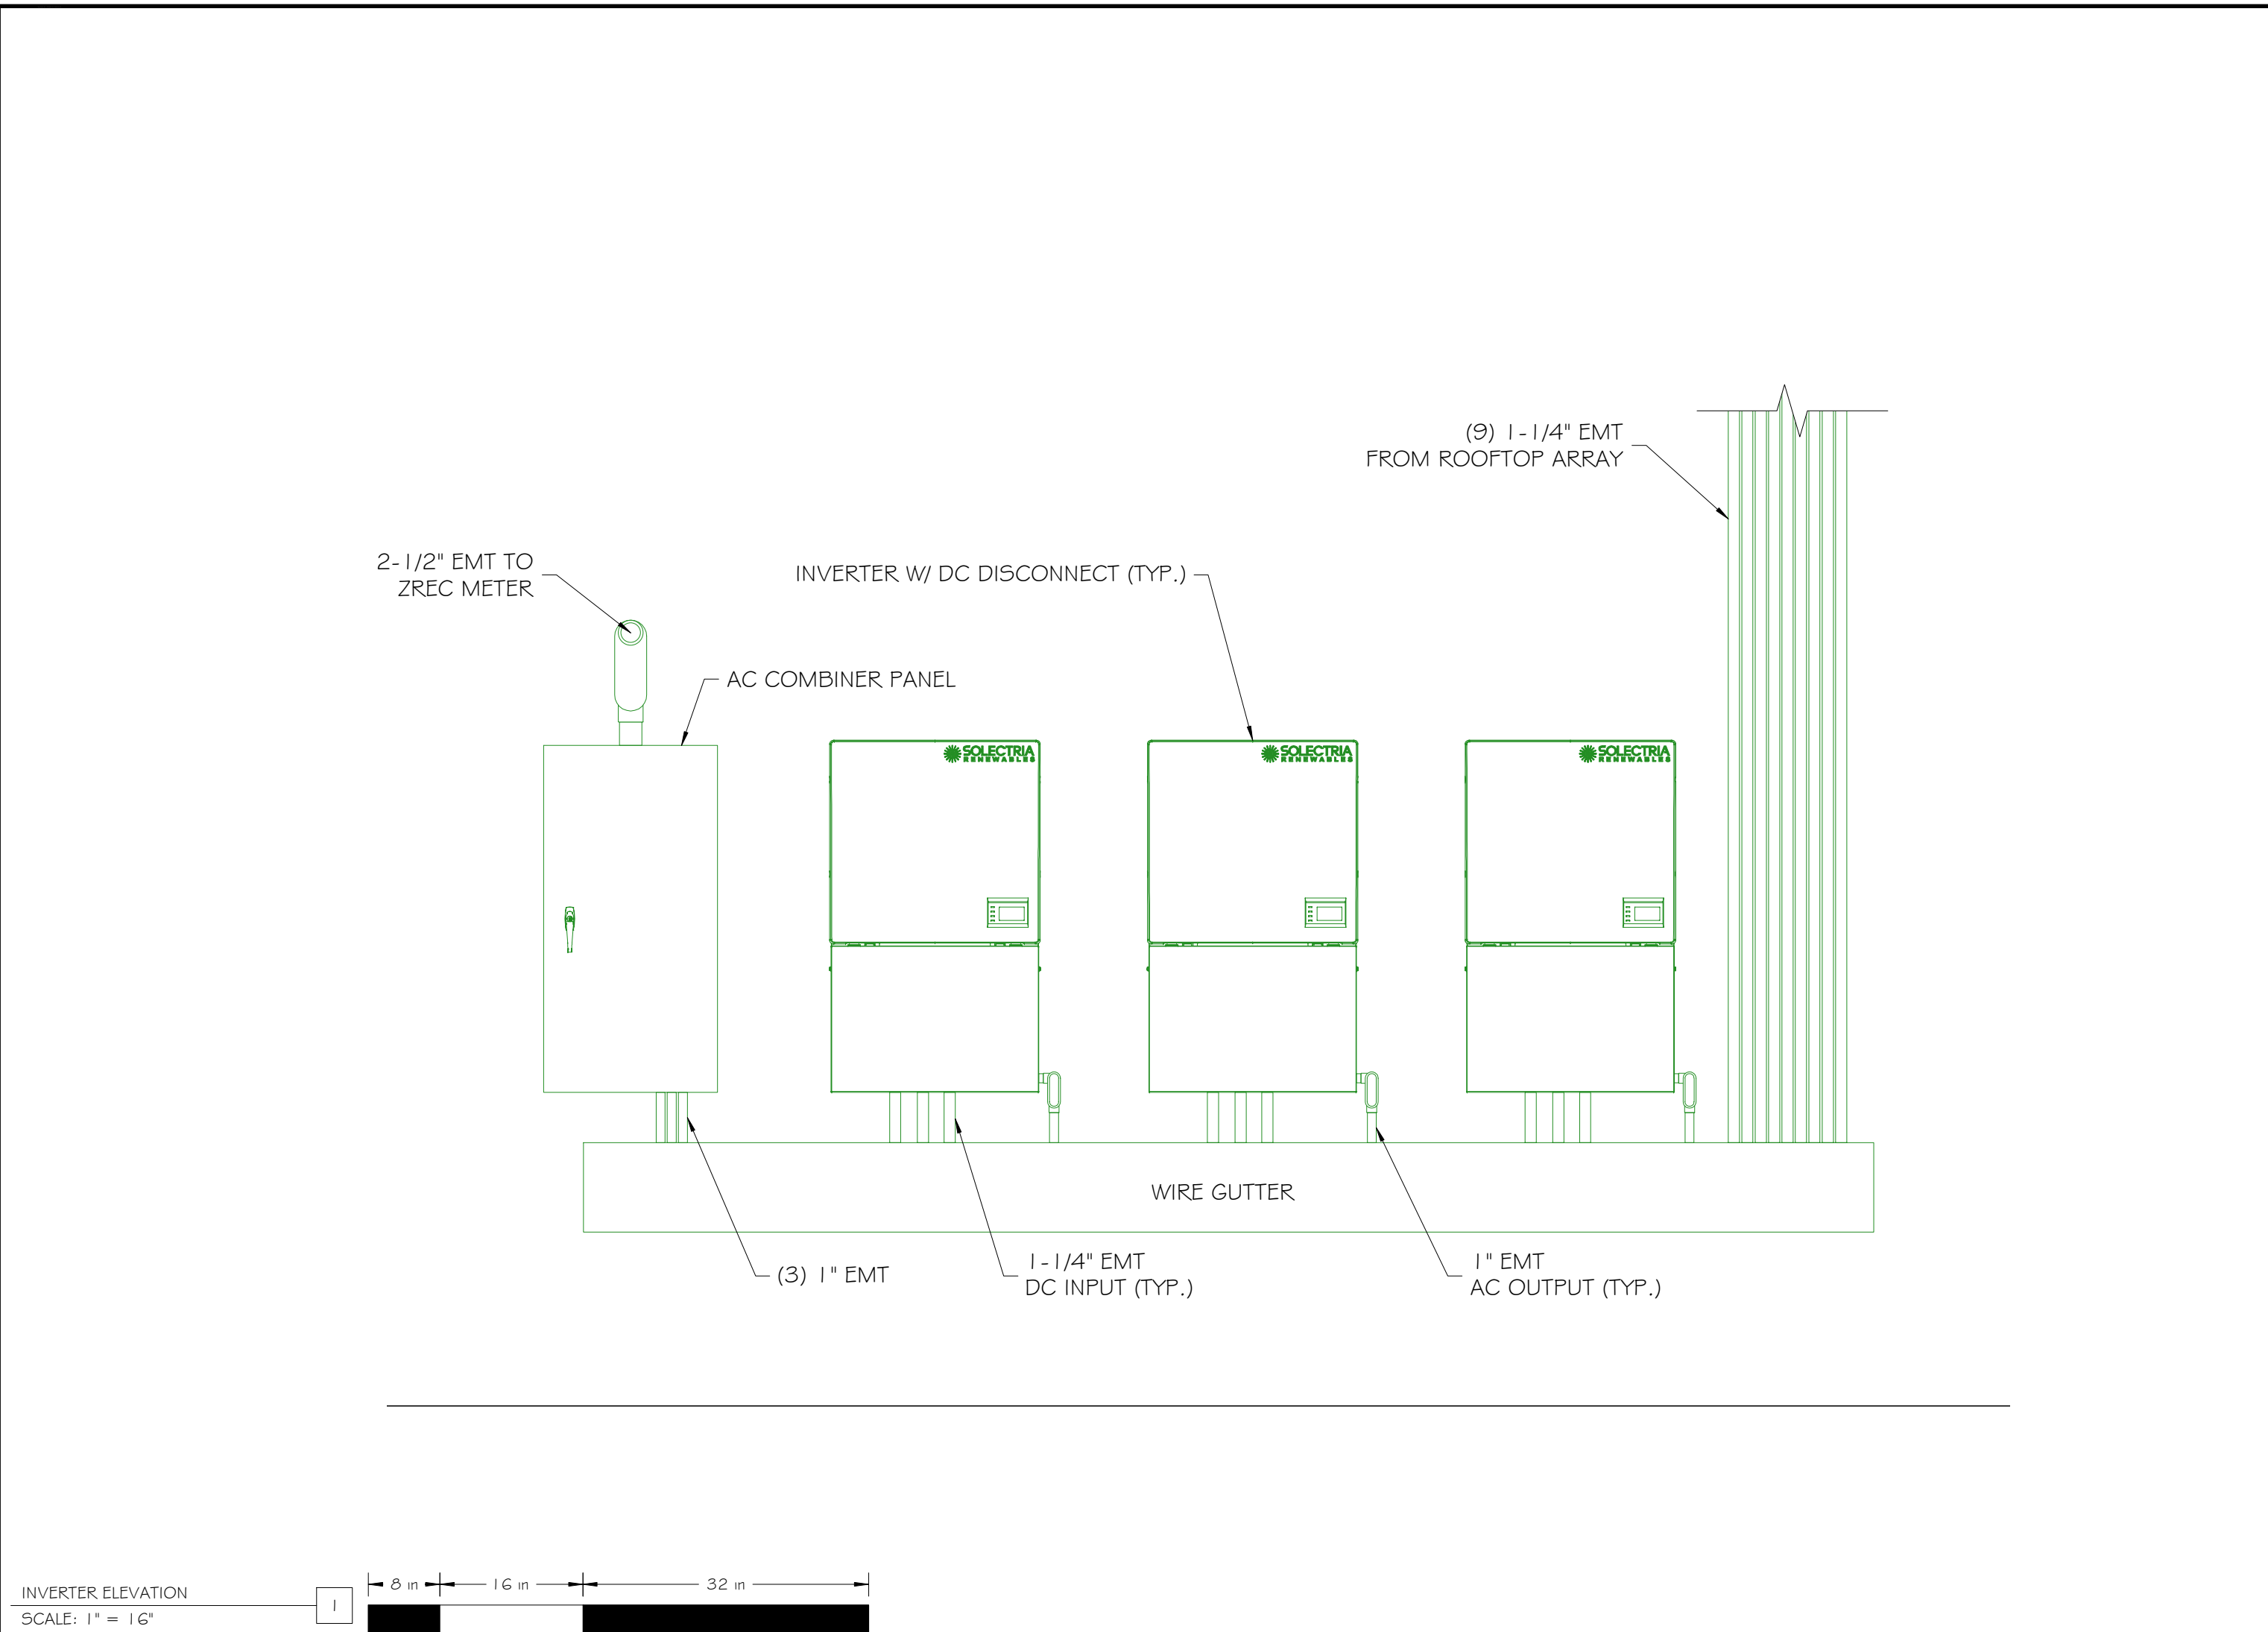 (9) 1-1/4" EMT
FROM ROOFTOP ARRAY
2-1/2" EMT TO
ZREC METER
INVERTER W/ DC DISCONNECT (TYP.)
AC COMBINER PANEL
SOLECTRIA
RENEWABLES
SOLECTRIA
RENEWABLES
SOLECTRIA
RENEWABLES
WIRE GUTTER
(3) 1" EMT
1-1/4" EMT
DC INPUT (TYP.)
1" EMT
AC OUTPUT (TYP.)
INVERTER ELEVATION
SCALE: 1" = 16"
1
8 in
16 in
32 in